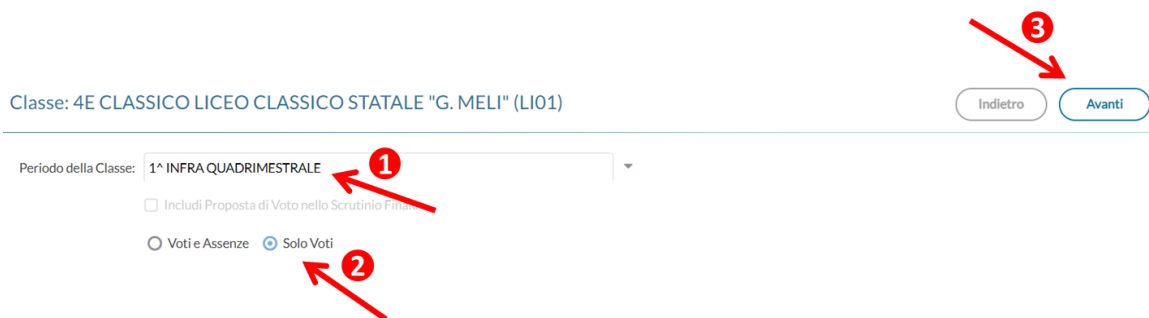 3
Classe: 4E CLASSICO LICEO CLASSICO STATALE "G. MELI" (LI01)
Indietro
Avanti
Periodo della Classe: 1^ INFRA QUADRIMESTRALE
1
Includi Proposta di Voto nello Scrutinio Finale
Voti e Assenze Solo Voti
2